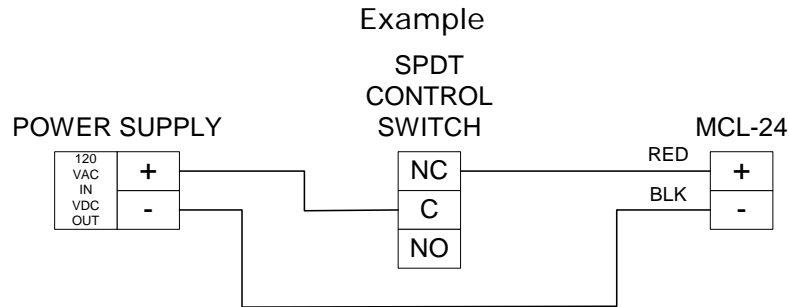 Example
SPDT
CONTROL
SWITCH
POWER SUPPLY
MCL-24
120
VAC
IN
VDC
OUT
+
-
NC
C
NO
RED
BLK
+
-